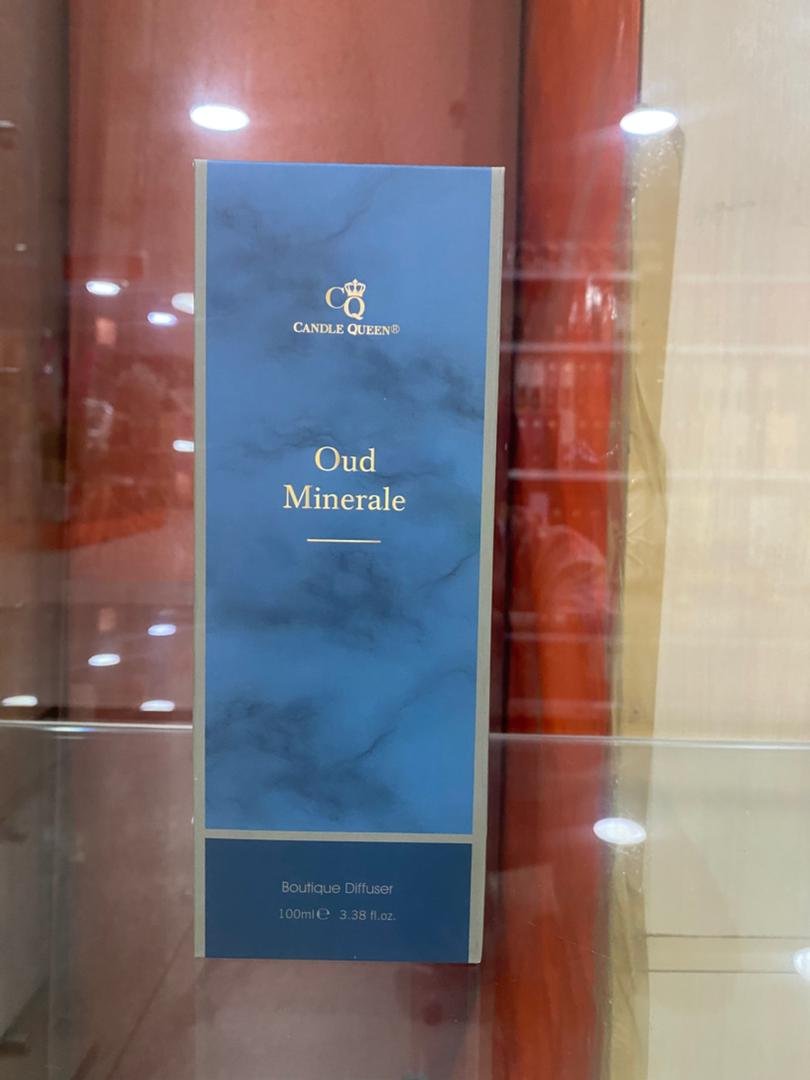 CQ
CANDLE QUEEN®
Oud
Minerale
Boutique Diffuser
100ml℮ 3.38 fl.oz.